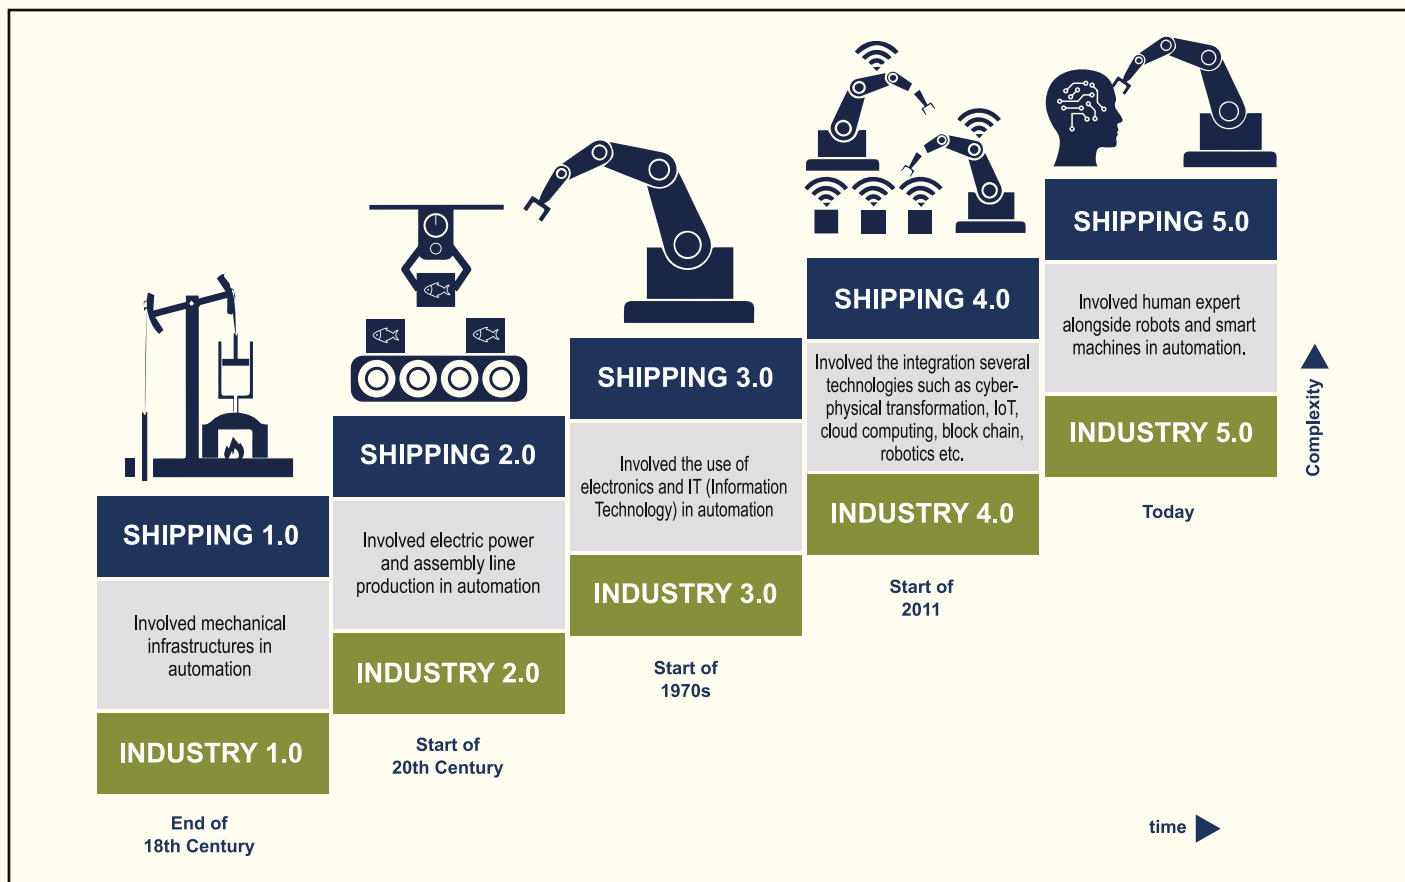 SHIPPING 1.0
Involved mechanical
infrastructures in
automation
INDUSTRY 1.0
End of
18th Century
SHIPPING 2.0
Involved electric power
and assembly line
production in automation
INDUSTRY 2.0
Start of
20th Century
SHIPPING 3.0
Involved the use of
electronics and IT (Information
Technology) in automation
INDUSTRY 3.0
Start of
1970s
SHIPPING 4.0
Involved the integration several
technologies such as cyber-
physical transformation, IoT,
cloud computing, block chain,
robotics etc.
INDUSTRY 4.0
Start of
2011
SHIPPING 5.0
Involved human expert
alongside robots and smart
machines in automation.
INDUSTRY 5.0
Today
Complexity
time